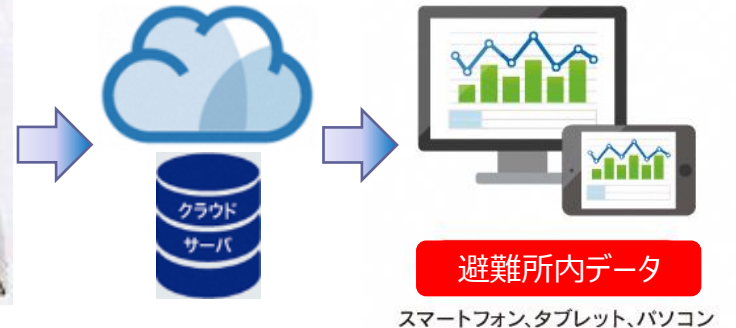 クラウド
サーバ
避難所内データ
スマートフォン、タブレット、パソコン